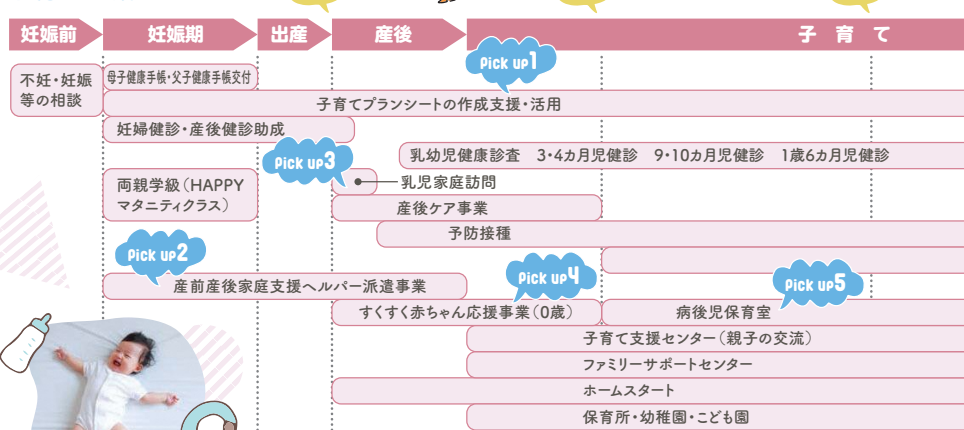 妊娠前 妊娠期 出産 産後 子育て
Pick up1
不妊・妊娠
等の相談
母子健康手帳・父子健康手帳交付
子育てプランシートの作成支援・活用
妊婦健診・産後健診助成
Pick up3
乳幼児健康診査 3・4カ月児健診 9・10カ月児健診 1歳6カ月児健診
両親学級（HAPPY
マタニティクラス）
乳児家庭訪問
産後ケア事業
予防接種
Pick up2
産前産後家庭支援ヘルパー派遣事業
Pick up4
Pick up5
すくすく赤ちゃん応援事業（0歳）
病後児保育室
子育て支援センター（親子の交流）
ファミリーサポートセンター
ホームスタート
保育所・幼稚園・こども園